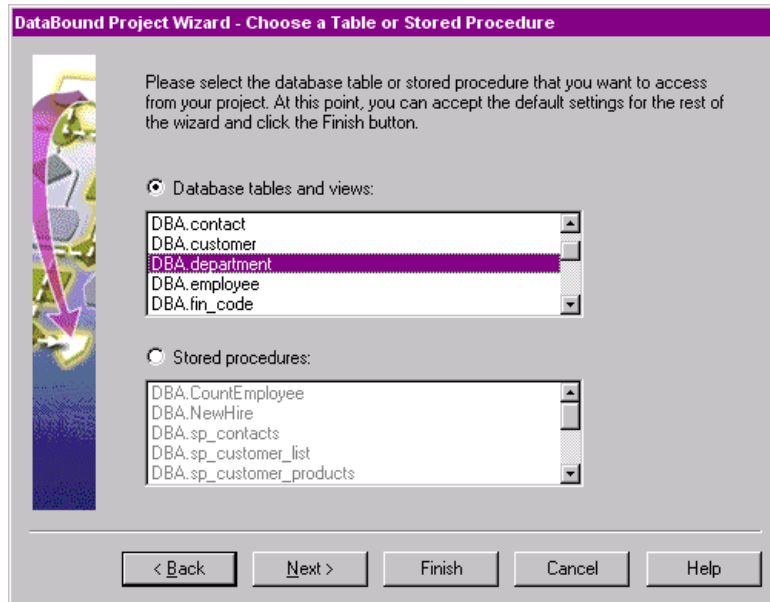 DataBound Project Wizard - Choose a Table or Stored Procedure
Please select the database table or stored procedure that you want to access
from your project. At this point, you can accept the default settings for the rest of
the wizard and click the Finish button.
Database tables and views:
DBA.contact
DBA.customer
DBA.department
DBA.employee
DBA.fin_code
Stored procedures:
DBA.CountEmployee
DBA.NewHire
DBA.sp_contacts
DBA.sp_customer_list
DBA.sp_customer_products
< Back Next > Finish Cancel Help